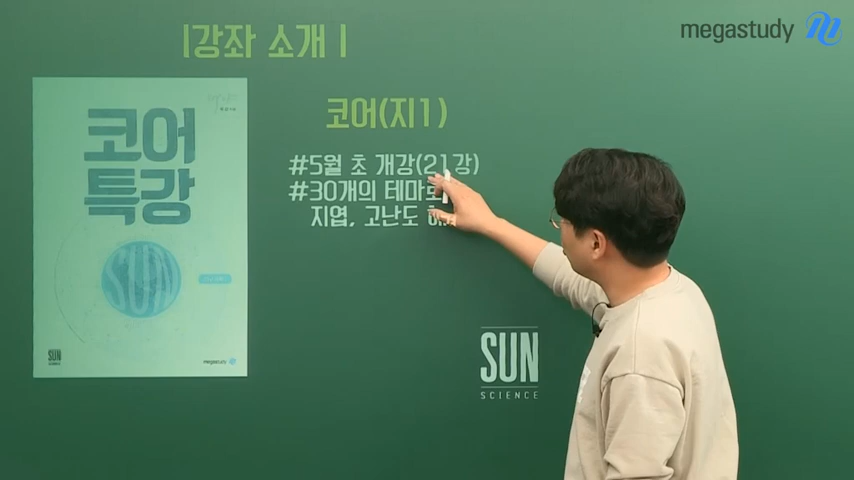 megastudy
|강좌 소개|
코어
특강
SUN
SUN
megastudy
코어(지1)
#5월 초 개강(21강)
#30개의 테마로
지엽, 고난도
SUN
SCIENCE